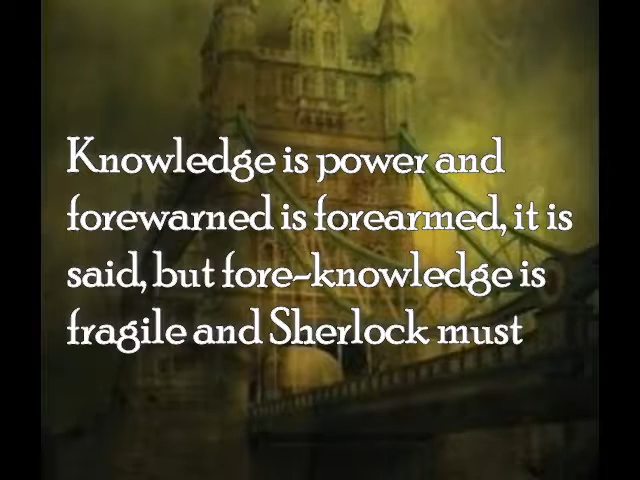 Knowledge is power and
forewarned is forearmed, it is
said, but fore-knowledge is
fragile and Sherlock must